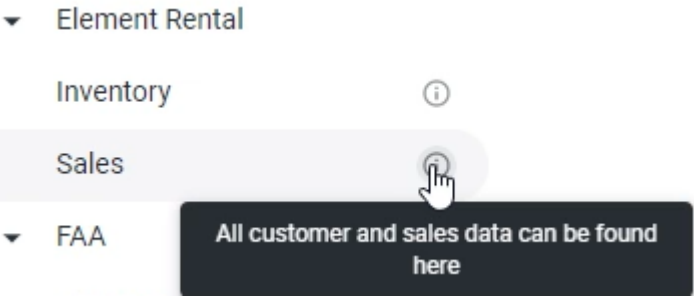 Element Rental
Inventory
Sales
FAA
All customer and sales data can be found
here